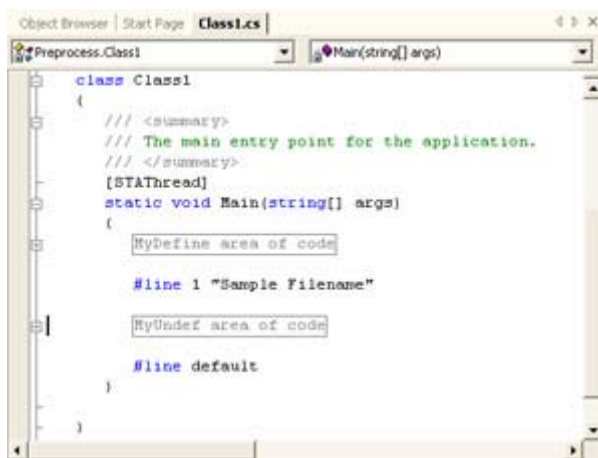 Object Browser | Start Page Class1.cs
Preprocess.Class1 Main(string[] args)
class Class1
{
/// <summary>
/// The main entry point for the application.
/// </summary>
[STAThread]
static void Main(string[] args)
{
MyDefine area of code
#line 1 "Sample Filename"
MyUndef area of code
#line default
}
}